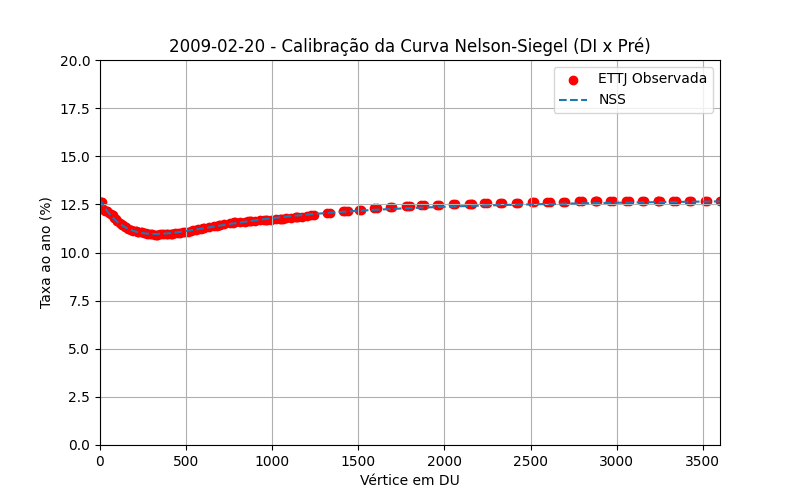 2009-02-20 - Calibração da Curva Nelson-Siegel (DI x Pré)
ETTJ Observada
NSS
Taxa ao ano (%)
20.0
17.5
15.0
12.5
10.0
7.5
5.0
2.5
0.0
0 500 1000 1500 2000 2500 3000 3500
Vértice em DU